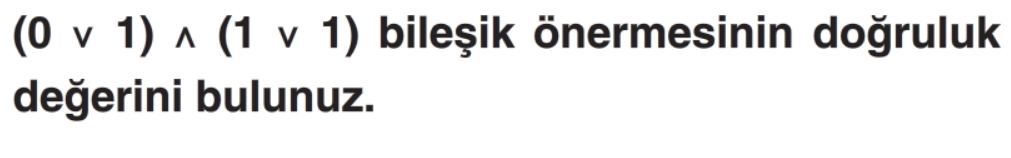 (0 ∨ 1) ∧ (1 ∨ 1) bileşik önermesinin doğruluk
değerini bulunuz.